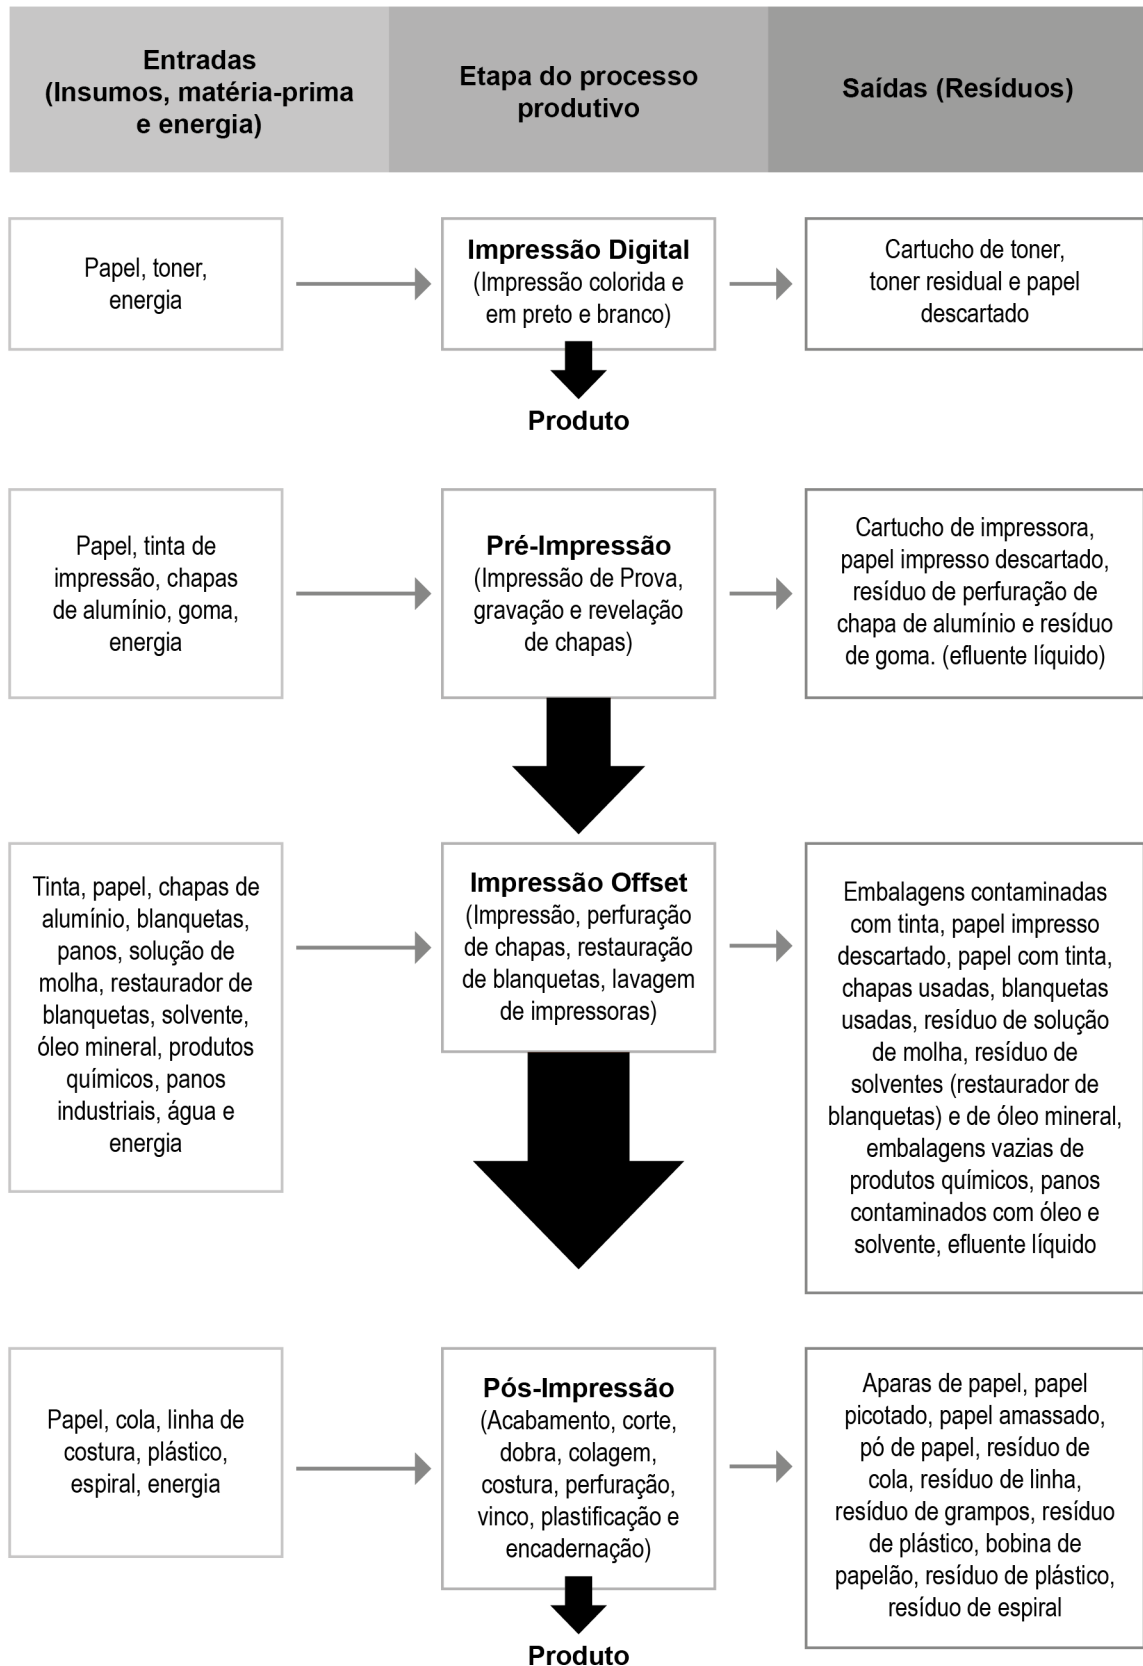 Entradas
(Insumos, matéria-prima
e energia)
Etapa do processo
produtivo
Saídas (Resíduos)
Papel, toner,
energia
Impressão Digital
(Impressão colorida e
em preto e branco)
Cartucho de toner,
toner residual e papel
descartado
Produto
Papel, tinta de
impressão, chapas
de alumínio, goma,
energia
Pré-Impressão
(Impressão de Prova,
gravação e revelação
de chapas)
Cartucho de impressora,
papel impresso descartado,
resíduo de perfuração de
chapa de alumínio e resíduo
de goma. (efluente líquido)
Tinta, papel, chapas de
alumínio, blanquetas,
panos, solução de
molha, restaurador de
blanquetas, solvente,
óleo mineral, produtos
químicos, panos
industriais, água e
energia
Impressão Offset
(Impressão, perfuração
de chapas, restauração
de blanquetas, lavagem
de impressoras)
Embalagens contaminadas
com tinta, papel impresso
descartado, papel com tinta,
chapas usadas, blanquetas
usadas, resíduo de solução
de molha, resíduo de
solventes (restaurador de
blanquetas) e de óleo mineral,
embalagens vazias de
produtos químicos, panos
contaminados com óleo e
solvente, efluente líquido
Papel, cola, linha de
costura, plástico,
espiral, energia
Pós-Impressão
(Acabamento, corte,
dobra, colagem,
costura, perfuração,
vinco, plastificação e
encadernação)
Aparas de papel, papel
picotado, papel amassado,
pó de papel, resíduo de
cola, resíduo de linha,
resíduo de grampos, resíduo
de plástico, bobina de
papelão, resíduo de plástico,
resíduo de espiral
Produto